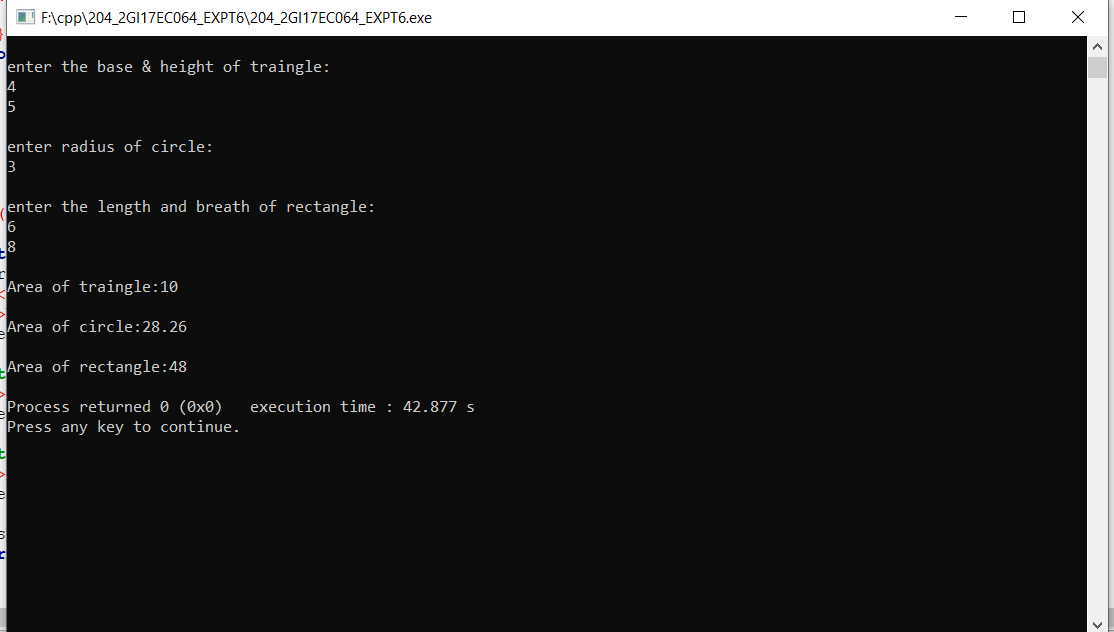 F:\cpp\204_2GI17EC064_EXPT6\204_2GI17EC064_EXPT6.exe
enter the base & height of traingle:
4
5
enter radius of circle:
3
enter the length and breath of rectangle:
6
8
Area of traingle:10
Area of circle:28.26
Area of rectangle:48
Process returned 0 (0x0)   execution time : 42.877 s
Press any key to continue.